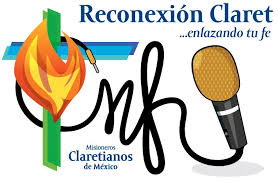 Reconexión Claret
...enlazando tu fe
Misioneros
Claretianos
de México